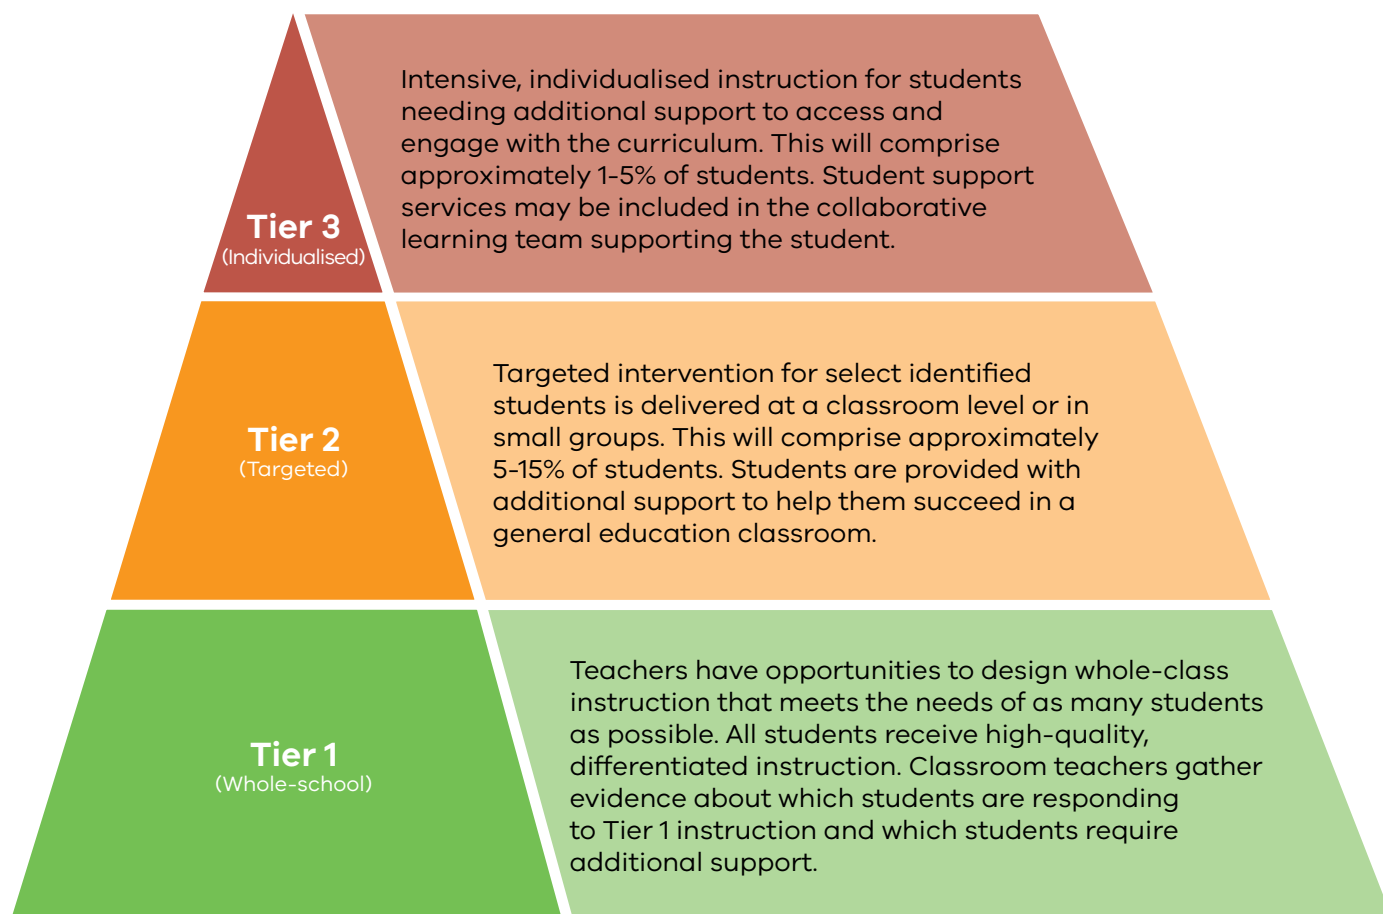 Intensive, individualised instruction for students
needing additional support to access and
engage with the curriculum. This will comprise
approximately 1-5% of students. Student support
services may be included in the collaborative
learning team supporting the student.
Tier 3
(Individualised)
Targeted intervention for select identified
students is delivered at a classroom level or in
small groups. This will comprise approximately
5-15% of students. Students are provided with
additional support to help them succeed in a
general education classroom.
Tier 2
(Targeted)
Teachers have opportunities to design whole-class
instruction that meets the needs of as many students
as possible. All students receive high-quality,
differentiated instruction. Classroom teachers gather
evidence about which students are responding
to Tier 1 instruction and which students require
additional support.
Tier 1
(Whole-school)